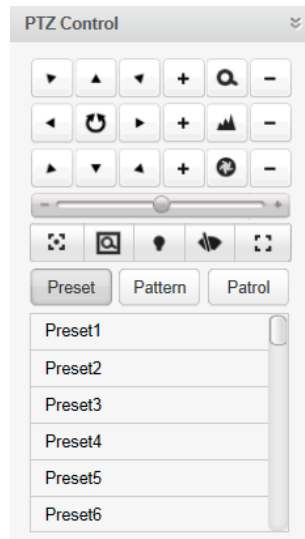 PTZ Control
Preset Pattern Patrol
Preset1
Preset2
Preset3
Preset4
Preset5
Preset6